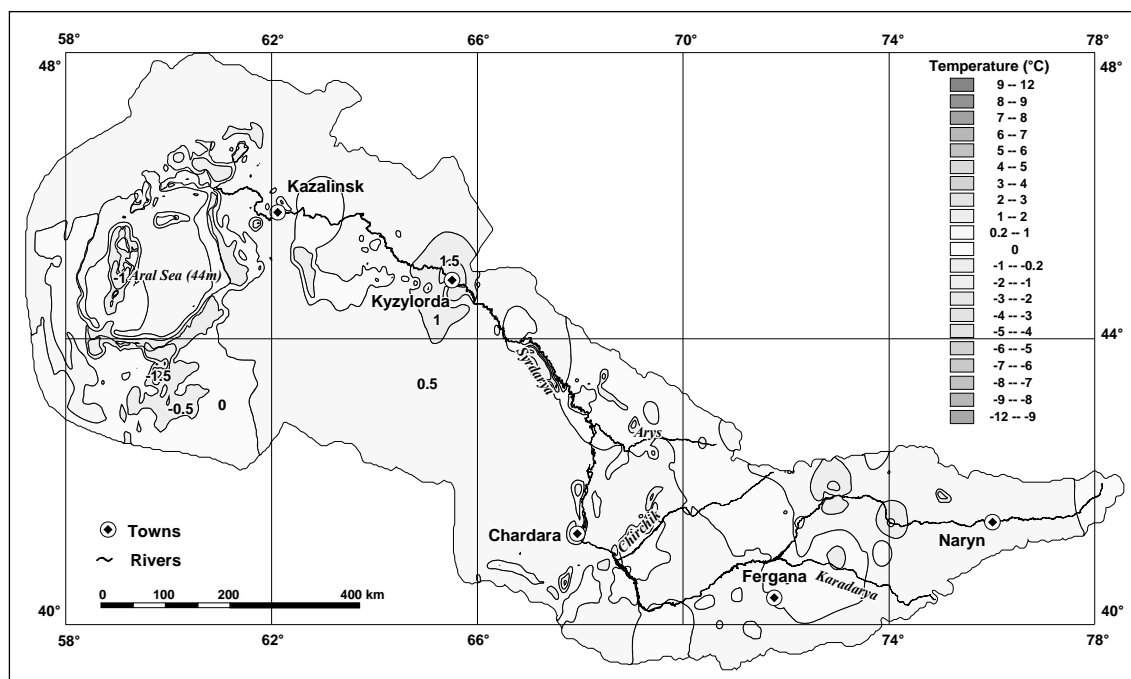 58°
62°
66°
70°
74°
78°
48°
48°
Temperature (°C)
9 -- 12
8 -- 9
7 -- 8
6 -- 7
5 -- 6
4 -- 5
3 -- 4
2 -- 3
1 -- 2
0.2 -- 1
0
-1 -- -0.2
-2 -- -1
-3 -- -2
-4 -- -3
-5 -- -4
-6 -- -5
-7 -- -6
-8 -- -7
-9 -- -8
-12 -- -9
Kazalinsk
1.5
-1
Aral Sea (44m)
Kyzylorda
1
44°
Syrdarya
0.5
-1.5
-0.5
0
Arys
Towns
Chardara
Chirchik
Naryn
Rivers
Fergana
Karadarya
0
200
400 km
40°
40°
58°
62°
66°
70°
74°
78°